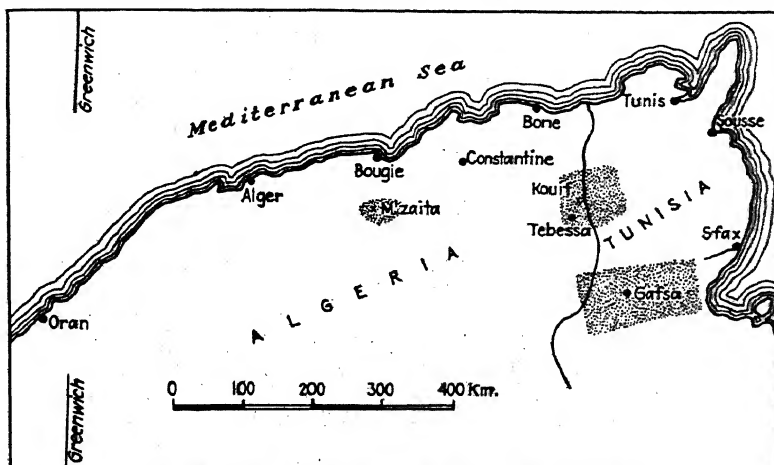 Greenwich
Mediterranean Sea
Tunis
Bone
Sousse
Constantine
Bougie
Alger
Kouif
M'zaita
Tebessa
TUNISIA
Sfax
ALGERIA
Gafsa
Oran
0 100 200 300 400 Km.
Greenwich